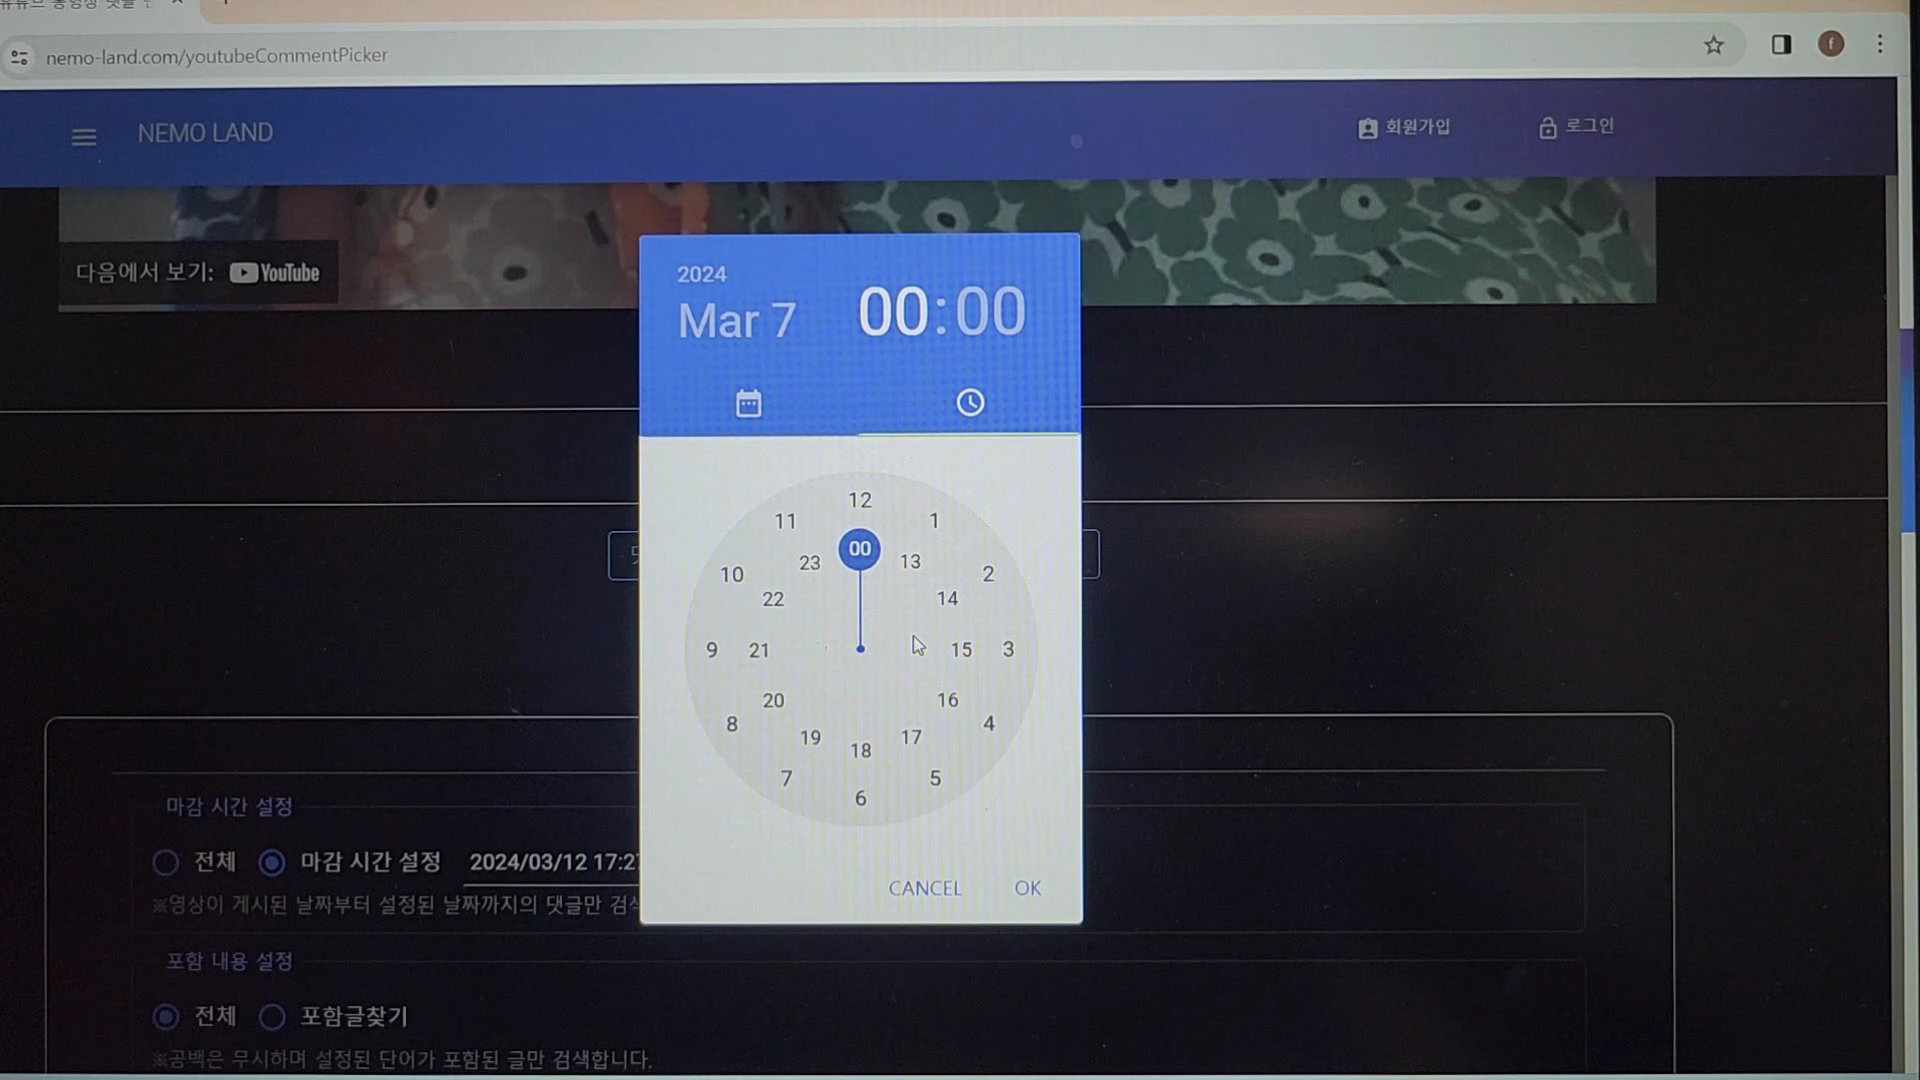 nemo-land.com/youtubeCommentPicker
NEMO LAND
회원가입
로그인
다음에서 보기: YouTube
2024
Mar 7
00:00
12
11
1
00
23
13
10
2
22
14
9
21
15
3
20
16
8
4
19
17
18
7
5
6
CANCEL
OK
마감 시간 설정
전체
마감 시간 설정
2024/03/12 17:2
※영상이 게시된 날짜부터 설정된 날짜까지의 댓글만
포함 내용 설정
전체
포함글찾기
※공백은 무시하며 설정된 단어가 포함된 글만 검색합니다.